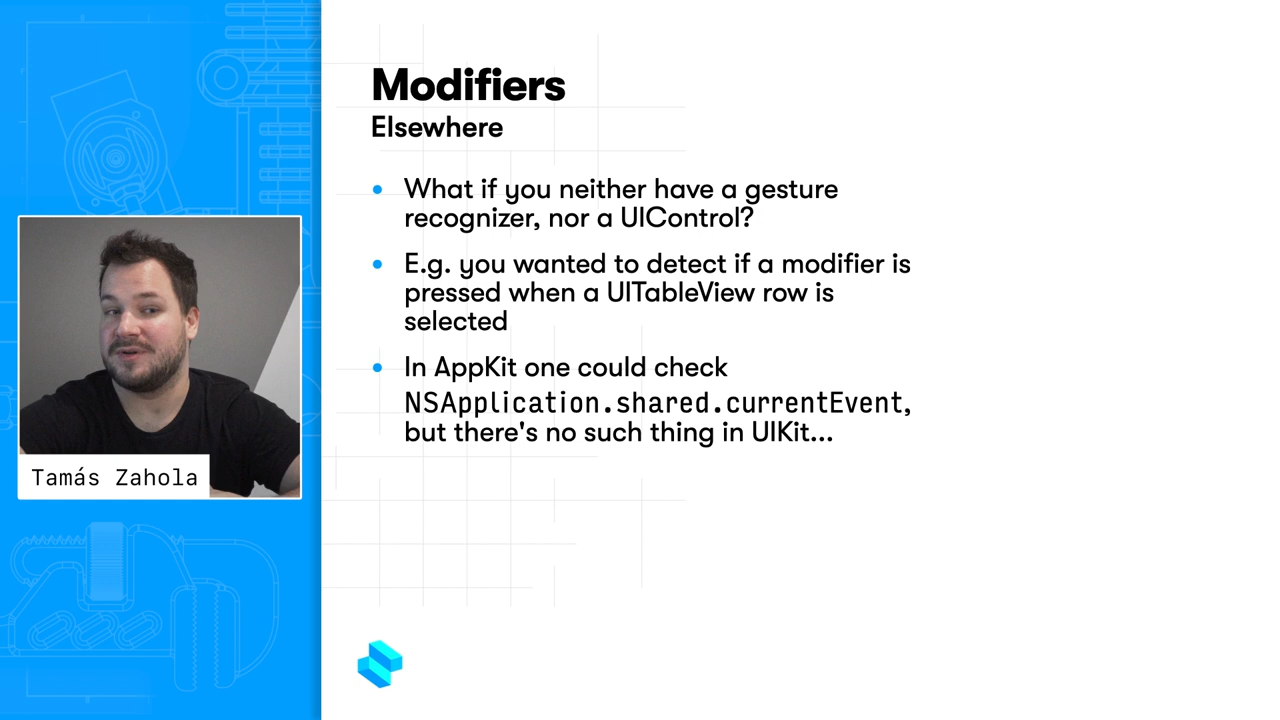 Modifiers
Elsewhere
• What if you neither have a gesture
recognizer, nor a UIControl?
• E.g. you wanted to detect if a modifier is
pressed when a UITableView row is
selected
• In AppKit one could check
NSApplication.shared.currentEvent,
but there's no such thing in UIKit...
Tamás Zahola